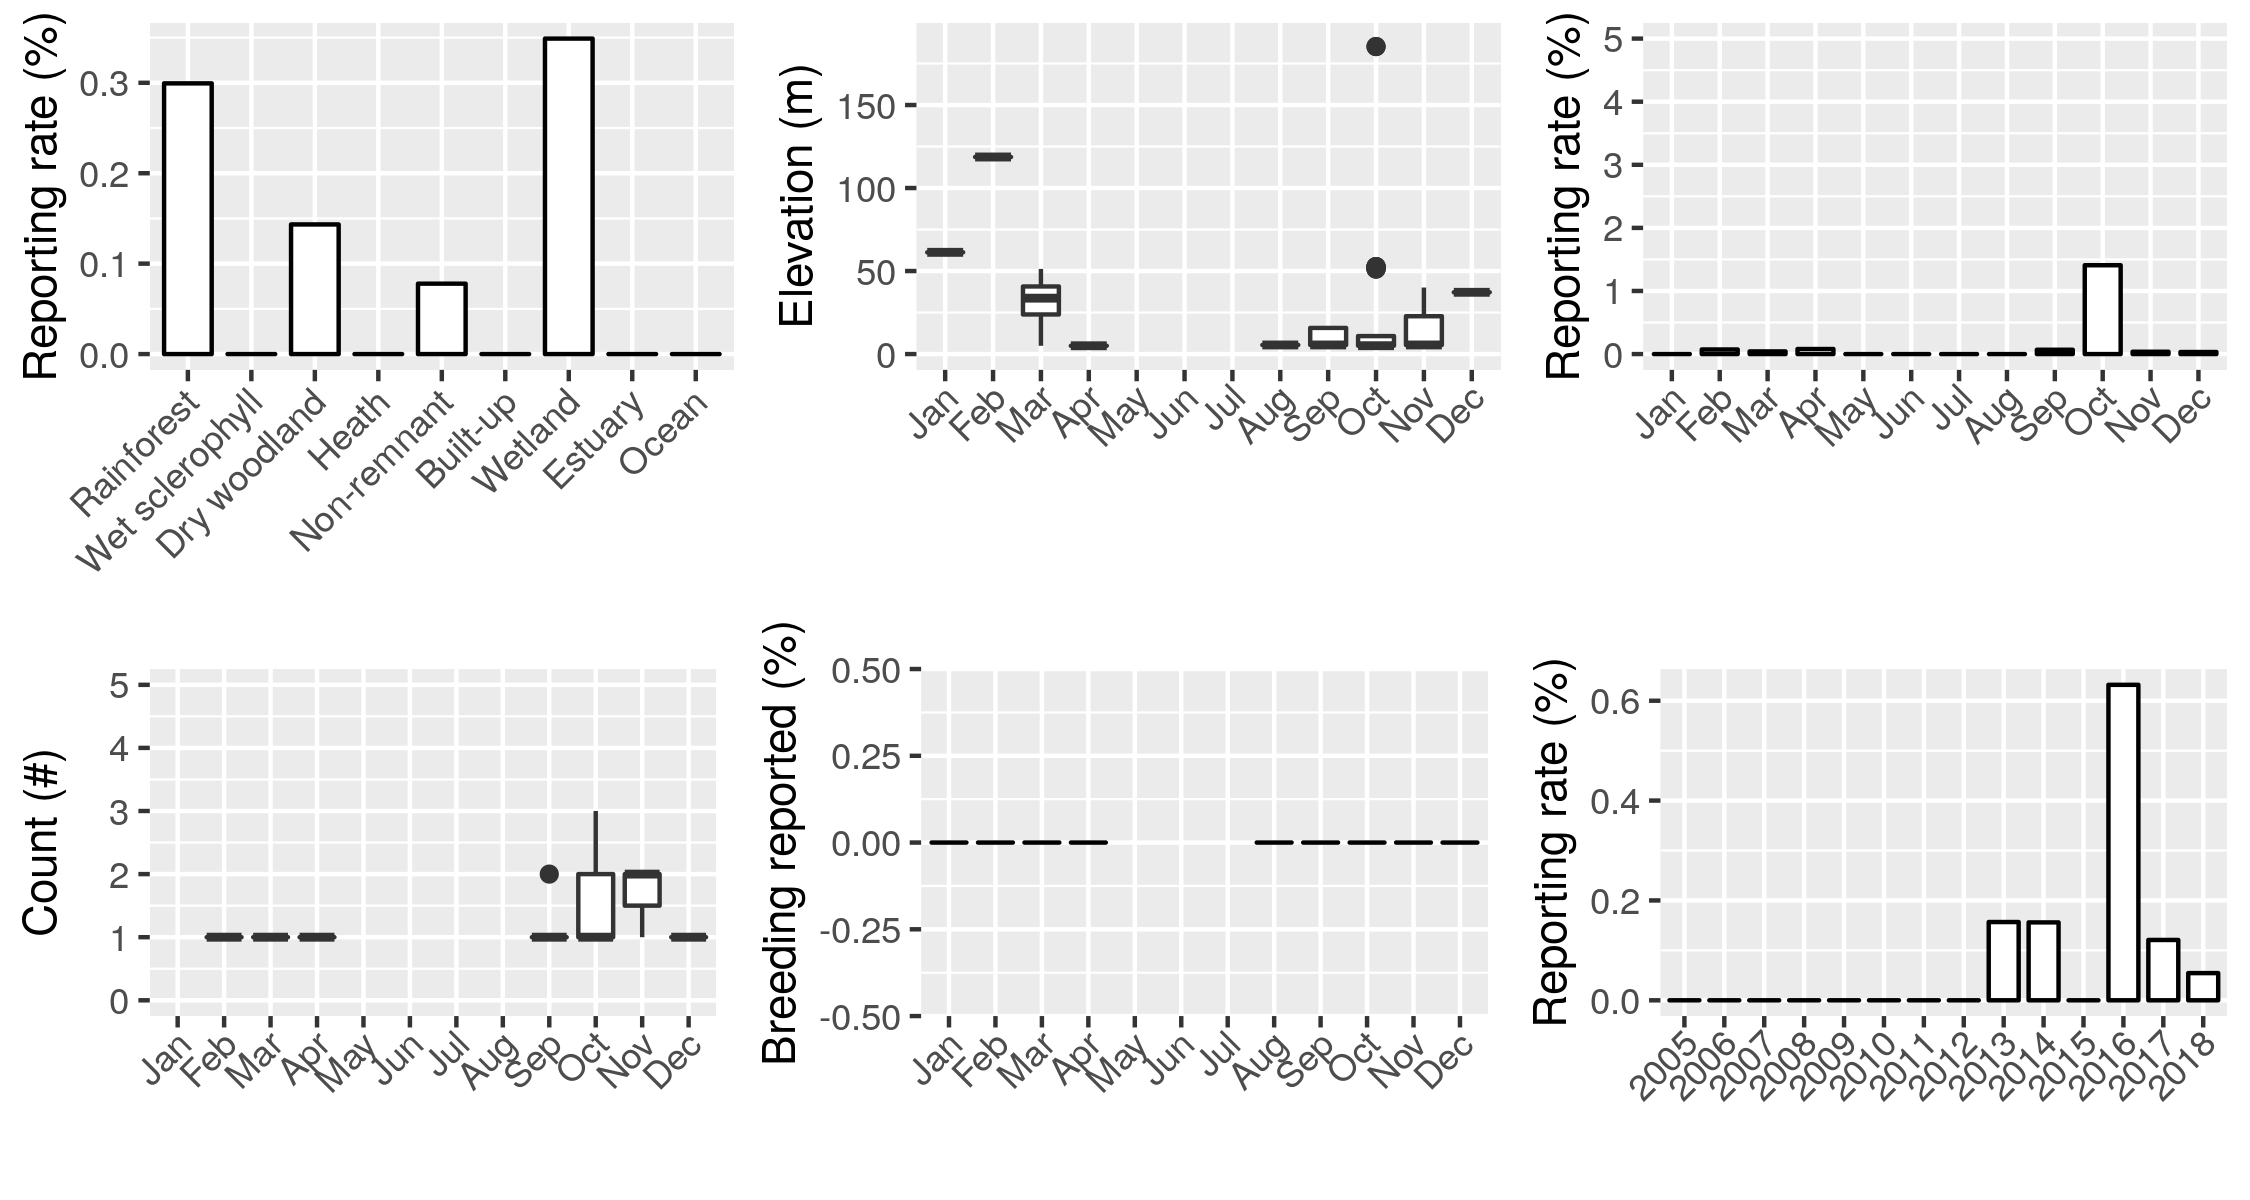 Reporting rate (%)
0.3
0.2
0.1
0.0
Rainforest
Wet sclerophyll
Dry woodland
Heath
Non-remnant
Built-up
Wetland
Estuary
Ocean
Elevation (m)
150
100
50
0
Jan
Feb
Mar
Apr
May
Jun
Jul
Aug
Sep
Oct
Nov
Dec
Reporting rate (%)
5
4
3
2
1
0
Jan
Feb
Mar
Apr
May
Jun
Jul
Aug
Sep
Oct
Nov
Dec
Count (#)
5
4
3
2
1
0
Jan
Feb
Mar
Apr
May
Jun
Jul
Aug
Sep
Oct
Nov
Dec
Breeding reported (%)
0.50
0.25
0.00
-0.25
-0.50
Jan
Feb
Mar
Apr
May
Jun
Jul
Aug
Sep
Oct
Nov
Dec
Reporting rate (%)
0.6
0.4
0.2
0.0
2005
2006
2007
2008
2009
2010
2011
2012
2013
2014
2015
2016
2017
2018